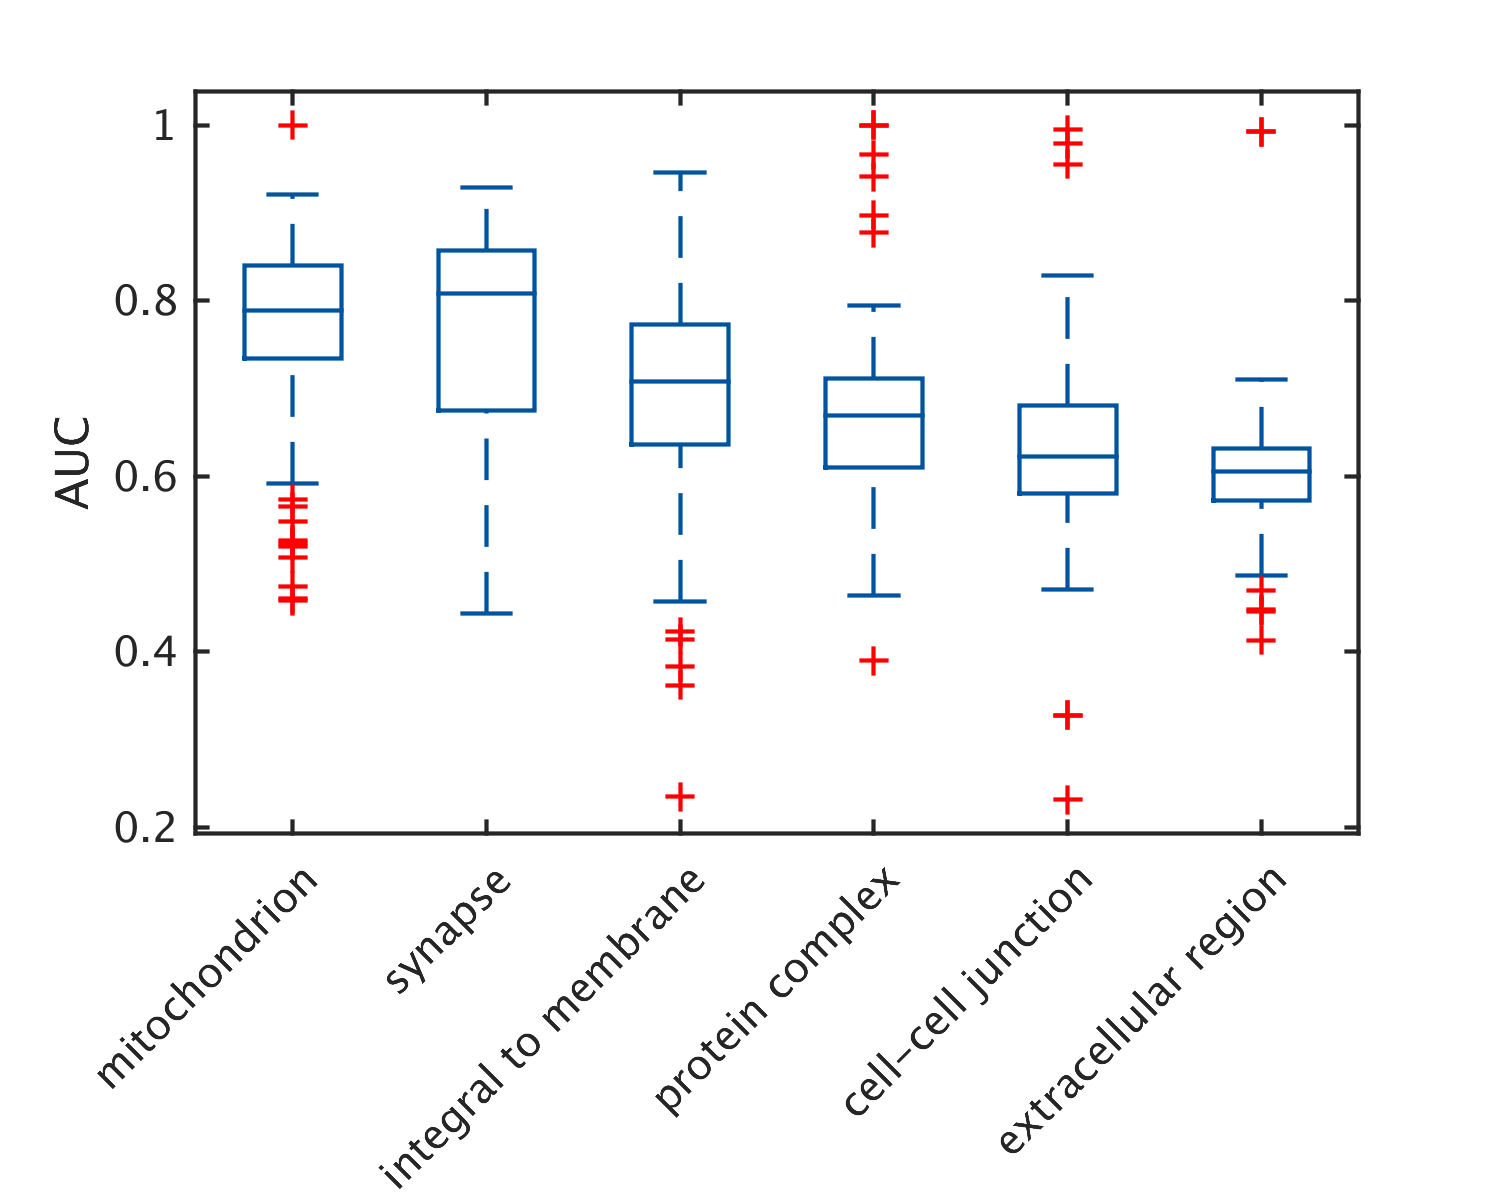 AUC
1
0.8
0.6
0.4
0.2
mitochondrion
synapse
integral to membrane
protein complex
cell–cell junction
extracellular region